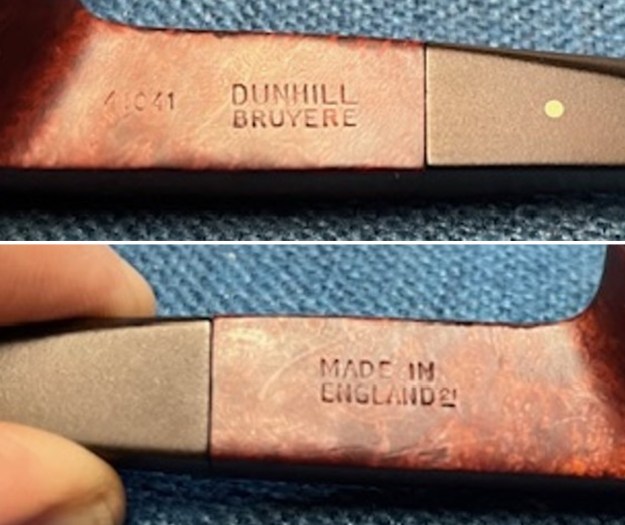 41041
DUNHILL
BRUYERE
MADE IN
ENGLAND21